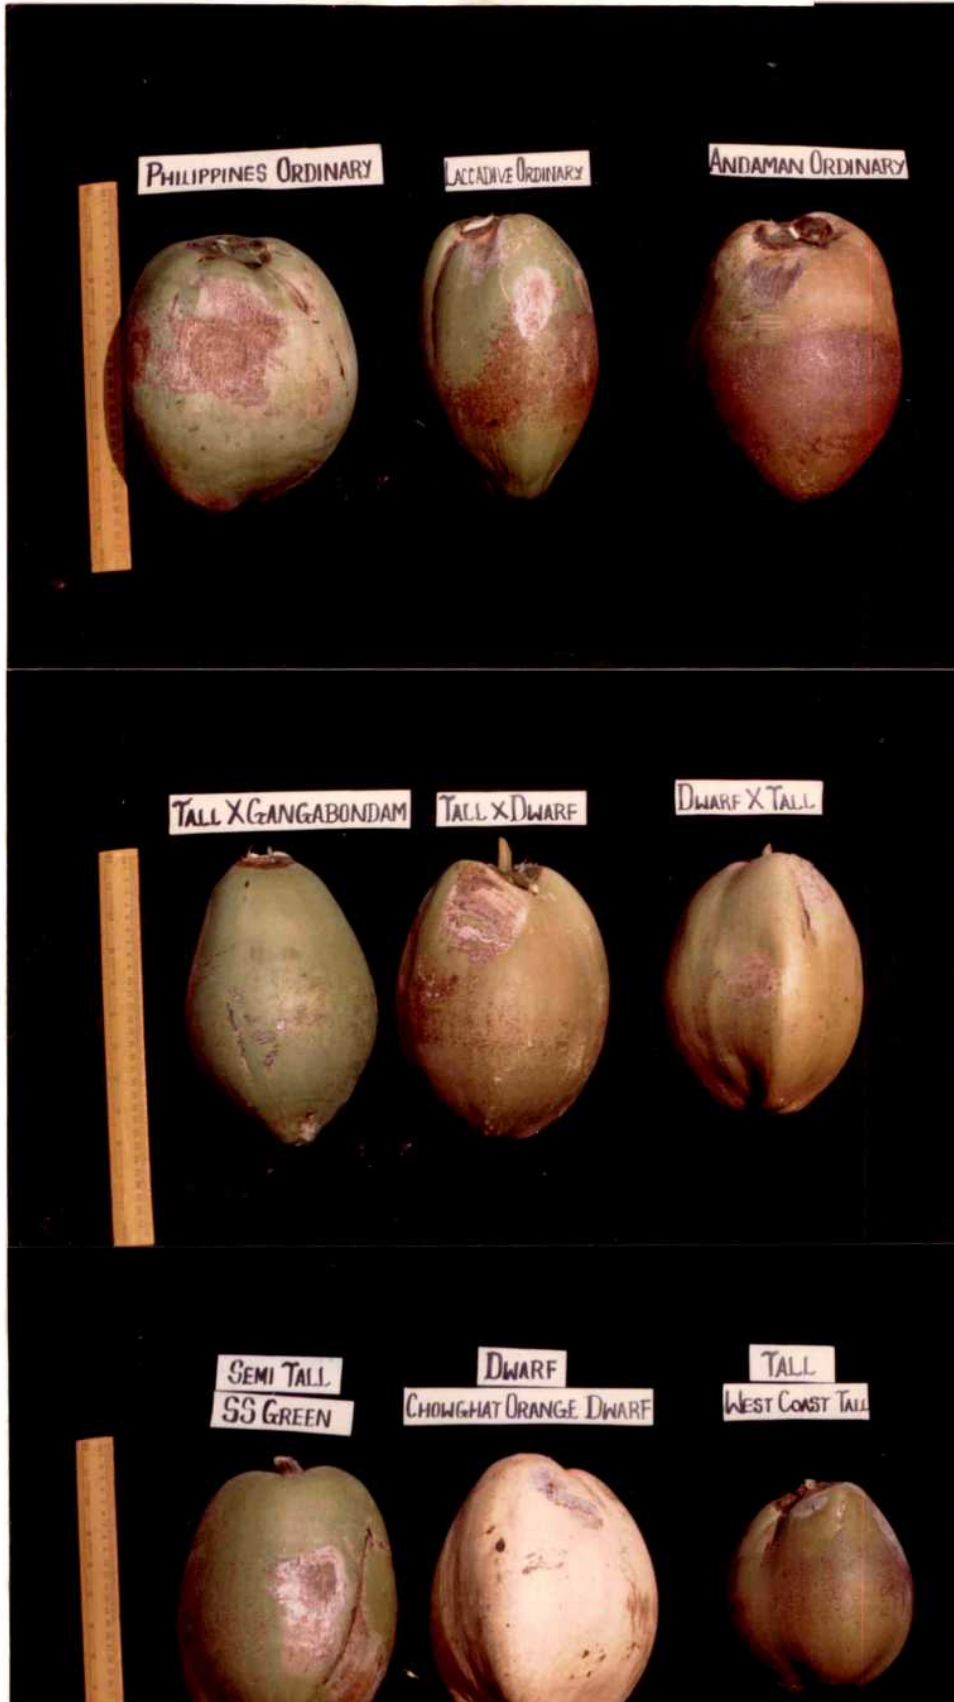 PHILIPPINES ORDINARY
LACCADIVE ORDINARY
ANDAMAN ORDINARY
TALL X GANGABONDAM
TALL X DWARF
DWARF X TALL
SEMI TALL
SS GREEN
DWARF
CHOWGHAT ORANGE DWARF
TALL
WEST COAST TALL